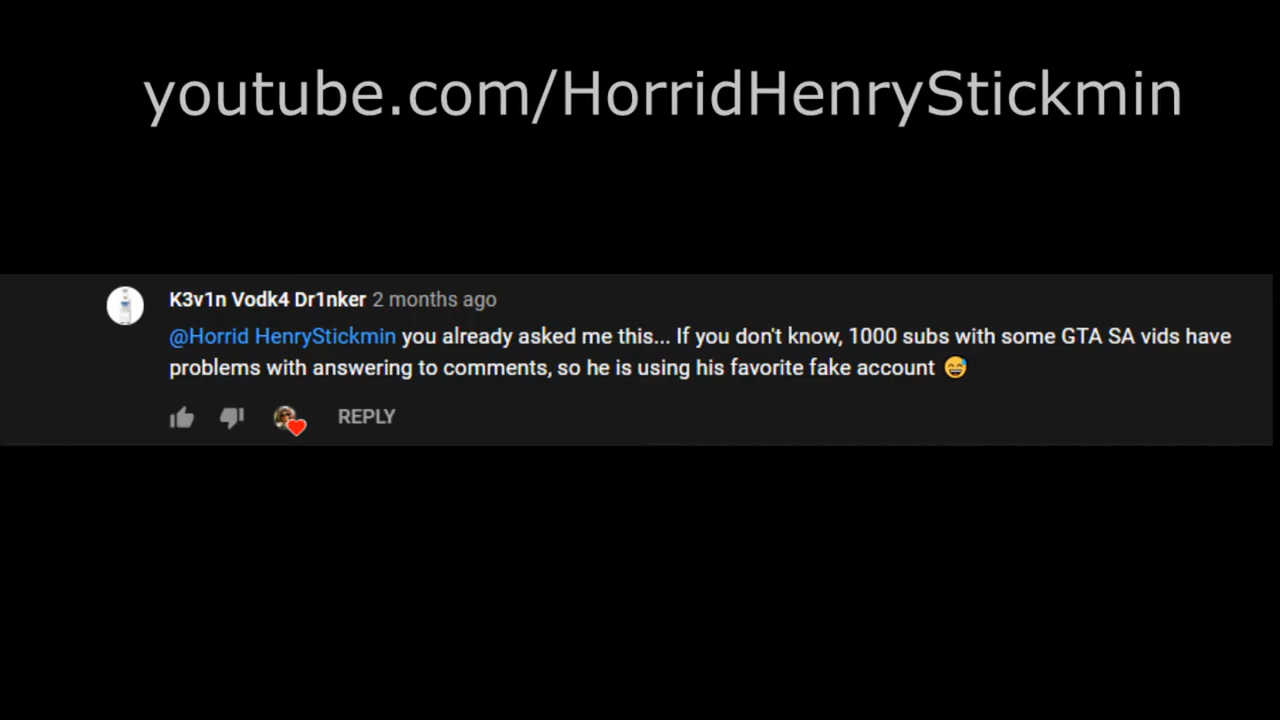 youtube.com/HorridHenryStickmin
K3v1n Vodk4 Dr1nker 2 months ago
@Horrid HenryStickmin you already asked me this... If you don't know, 1000 subs with some GTA SA vids have
problems with answering to comments, so he is using his favorite fake account 😅
REPLY